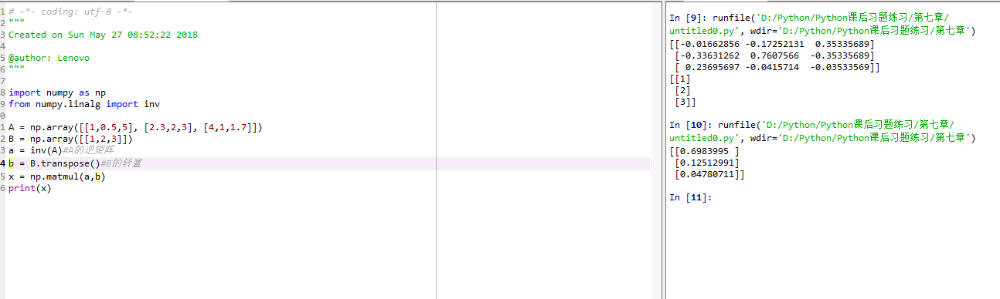 1 # -*- coding: utf-8 -*-
2 """
3 Created on Sun May 27 08:52:22 2018
4
5 @author: Lenovo
6 """
7
8 import numpy as np
9 from numpy.linalg import inv
0
1 A = np.array([[1,0.5,5], [2.3,2,3], [4,1,1.7]])
2 B = np.array([[1,2,3]])
3 a = inv(A)#A的逆矩阵
4 b = B.transpose()#B的转置
5 x = np.matmul(a,b)
6 print(x)
In [9]: runfile('D:/Python/Python课后习题练习/第七章/
untitled0.py', wdir='D:/Python/Python课后习题练习/第七章')
[[-0.01662856 -0.17252131  0.35335689]
 [-0.33631262  0.7607566  -0.35335689]
 [ 0.23695697 -0.0415714  -0.03533569]]
[[1]
 [2]
 [3]]
In [10]: runfile('D:/Python/Python课后习题练习/第七章/
untitled0.py', wdir='D:/Python/Python课后习题练习/第七章')
[[0.6983995 ]
 [0.12512991]
 [0.04780711]]
In [11]: